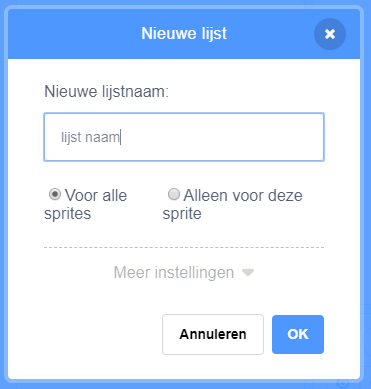 Nieuwe lijst
Nieuwe lijstnaam:
lijst naam
Voor alle sprites
Alleen voor deze sprite
Meer instellingen
Annuleren
OK